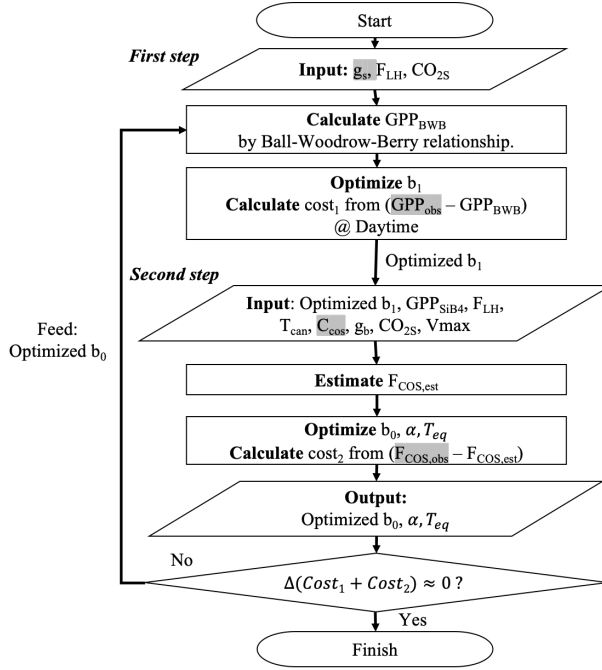 Start
First step
Input: gs, FLH, CO2S
Calculate GPPBWB
by Ball-Woodrow-Berry relationship.
Optimize b1
Calculate cost1 from (GPPobs – GPPBWB)
@ Daytime
Optimized b1
Second step
Input: Optimized b1, GPPSiB4, FLH,
Tcan, Ccos, gb, CO2S, Vmax
Feed:
Optimized b0
Estimate FCOS,est
Optimize b0, α, Teq
Calculate cost2 from (FCOS,obs – FCOS,est)
Output:
Optimized b0, α, Teq
No
Δ(Cost1 + Cost2) ≈ 0 ?
Yes
Finish